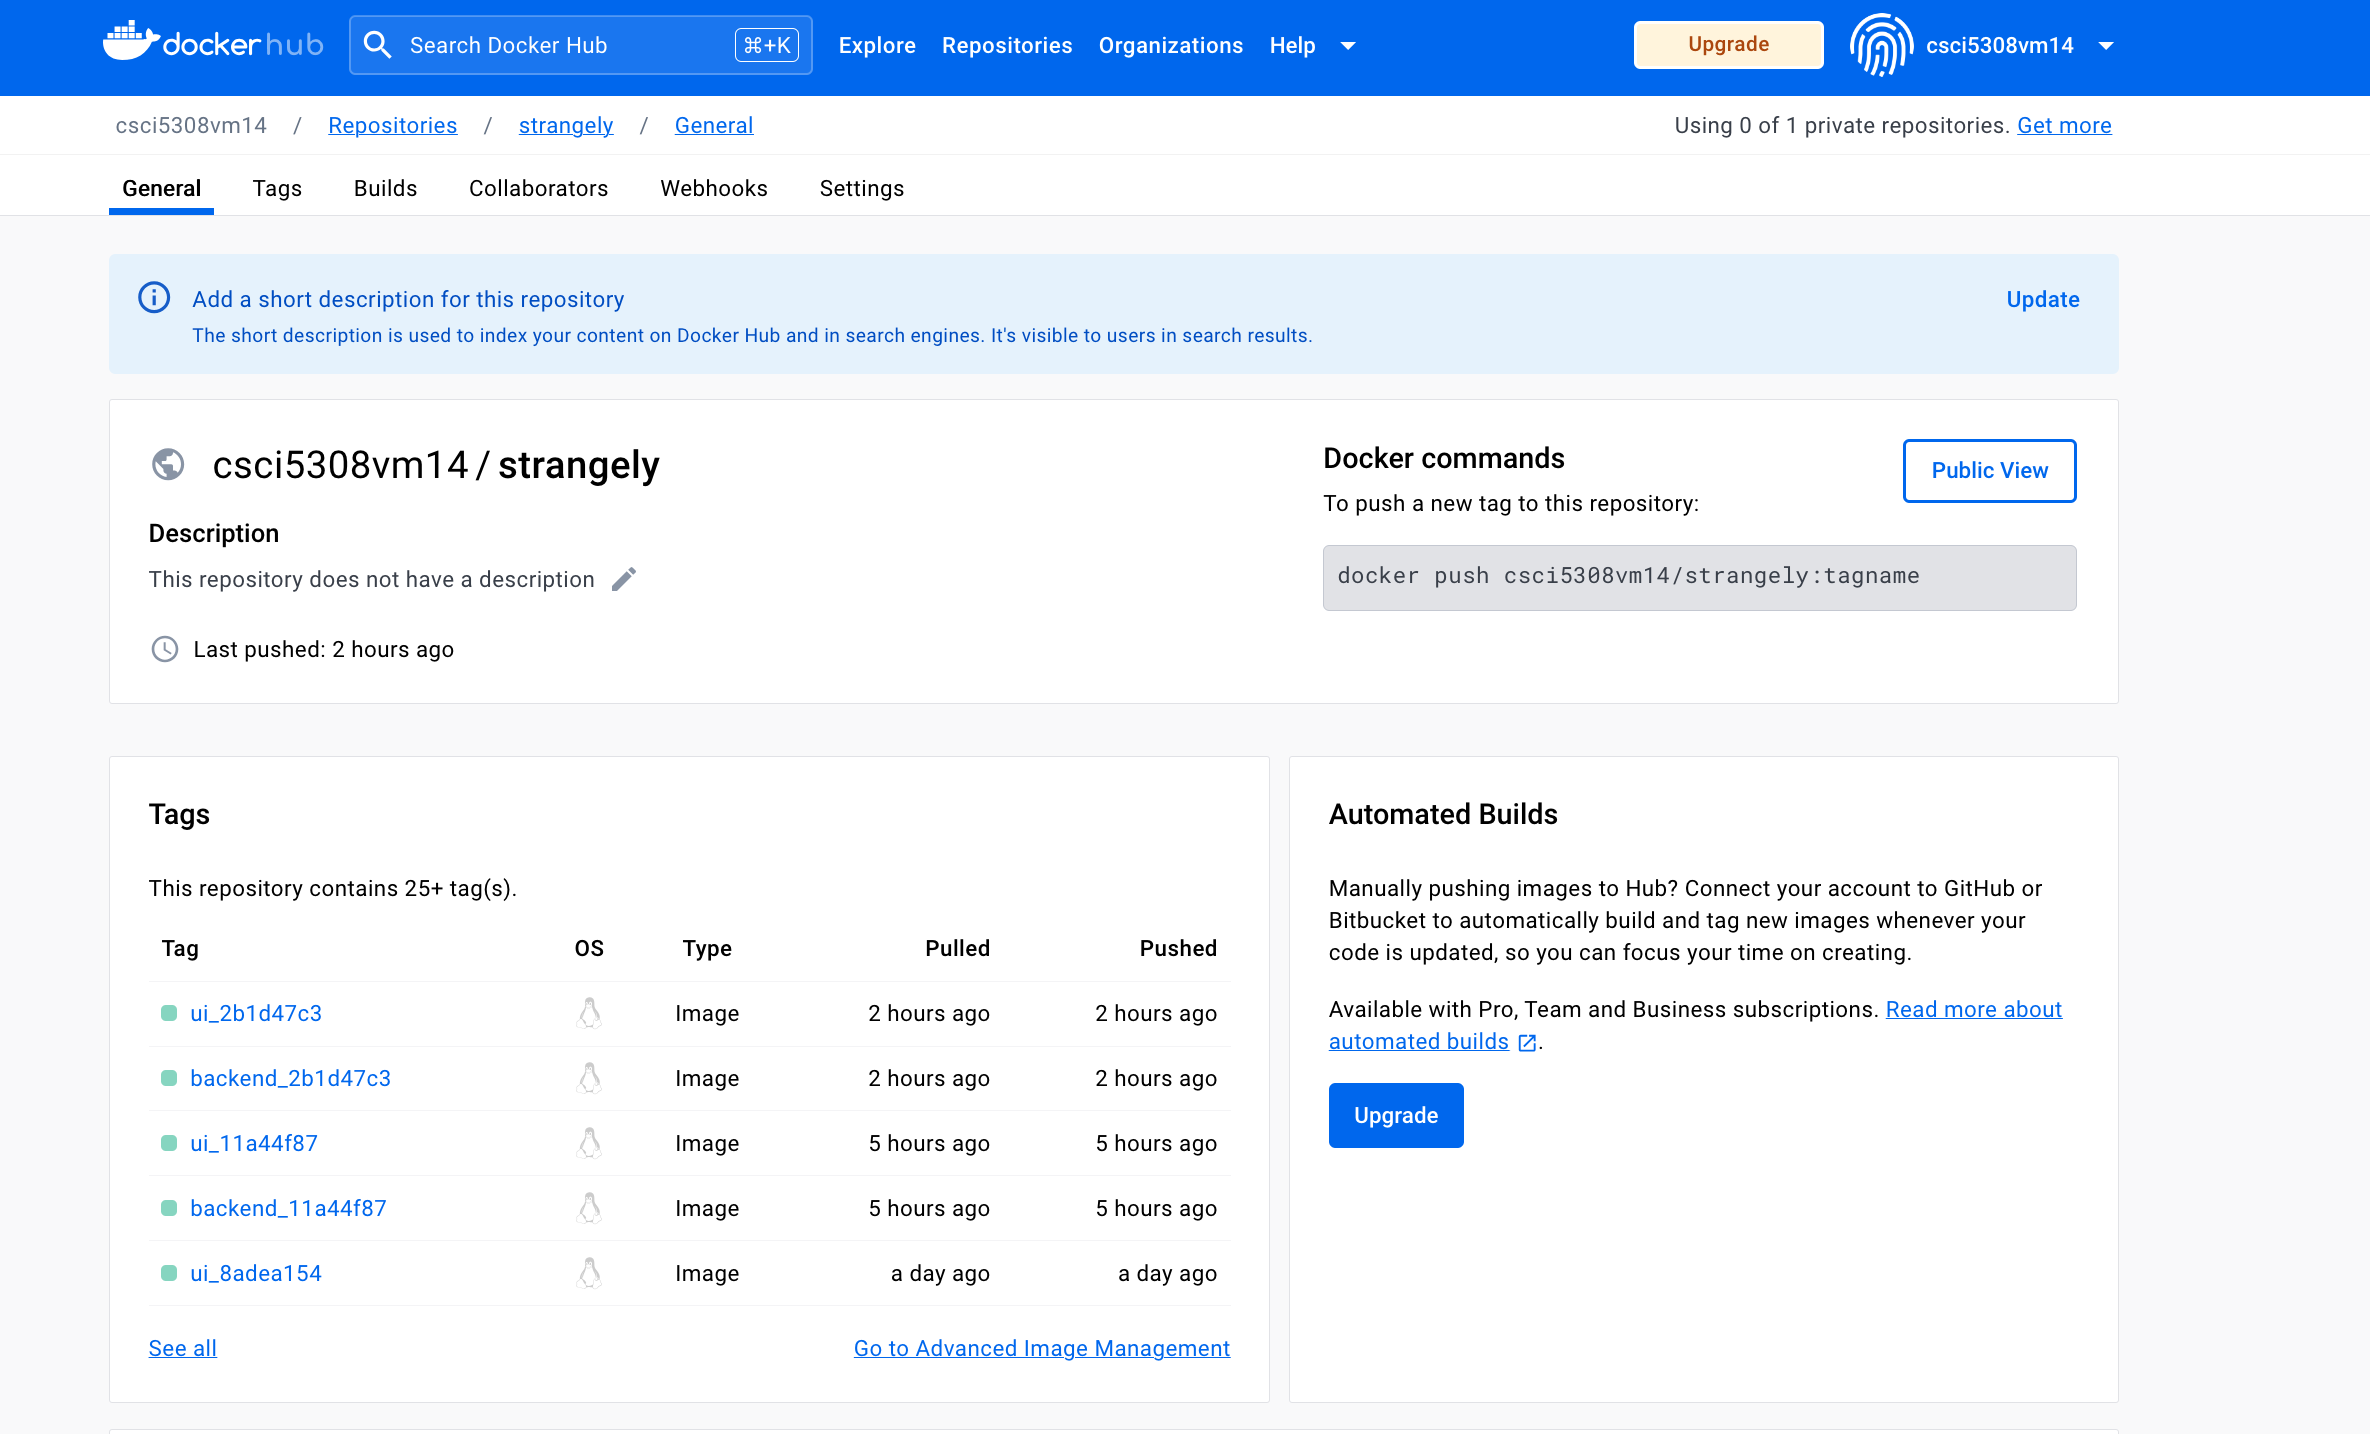 docker hub
Search Docker Hub ⌘+K Explore Repositories Organizations Help Upgrade csci5308vm14
csci5308vm14 / Repositories / strangely / General Using 0 of 1 private repositories. Get more
General Tags Builds Collaborators Webhooks Settings
Add a short description for this repository Update
The short description is used to index your content on Docker Hub and in search engines. It's visible to users in search results.
csci5308vm14 / strangely
Description
This repository does not have a description
Last pushed: 2 hours ago
Docker commands
Public View
To push a new tag to this repository:
docker push csci5308vm14/strangely:tagname
Tags
This repository contains 25+ tag(s).
Tag OS Type Pulled Pushed
ui_2b1d47c3 Image 2 hours ago 2 hours ago
backend_2b1d47c3 Image 2 hours ago 2 hours ago
ui_11a44f87 Image 5 hours ago 5 hours ago
backend_11a44f87 Image 5 hours ago 5 hours ago
ui_8adea154 Image a day ago a day ago
See all Go to Advanced Image Management
Automated Builds
Manually pushing images to Hub? Connect your account to GitHub or
Bitbucket to automatically build and tag new images whenever your
code is updated, so you can focus your time on creating.
Available with Pro, Team and Business subscriptions. Read more about
automated builds .
Upgrade